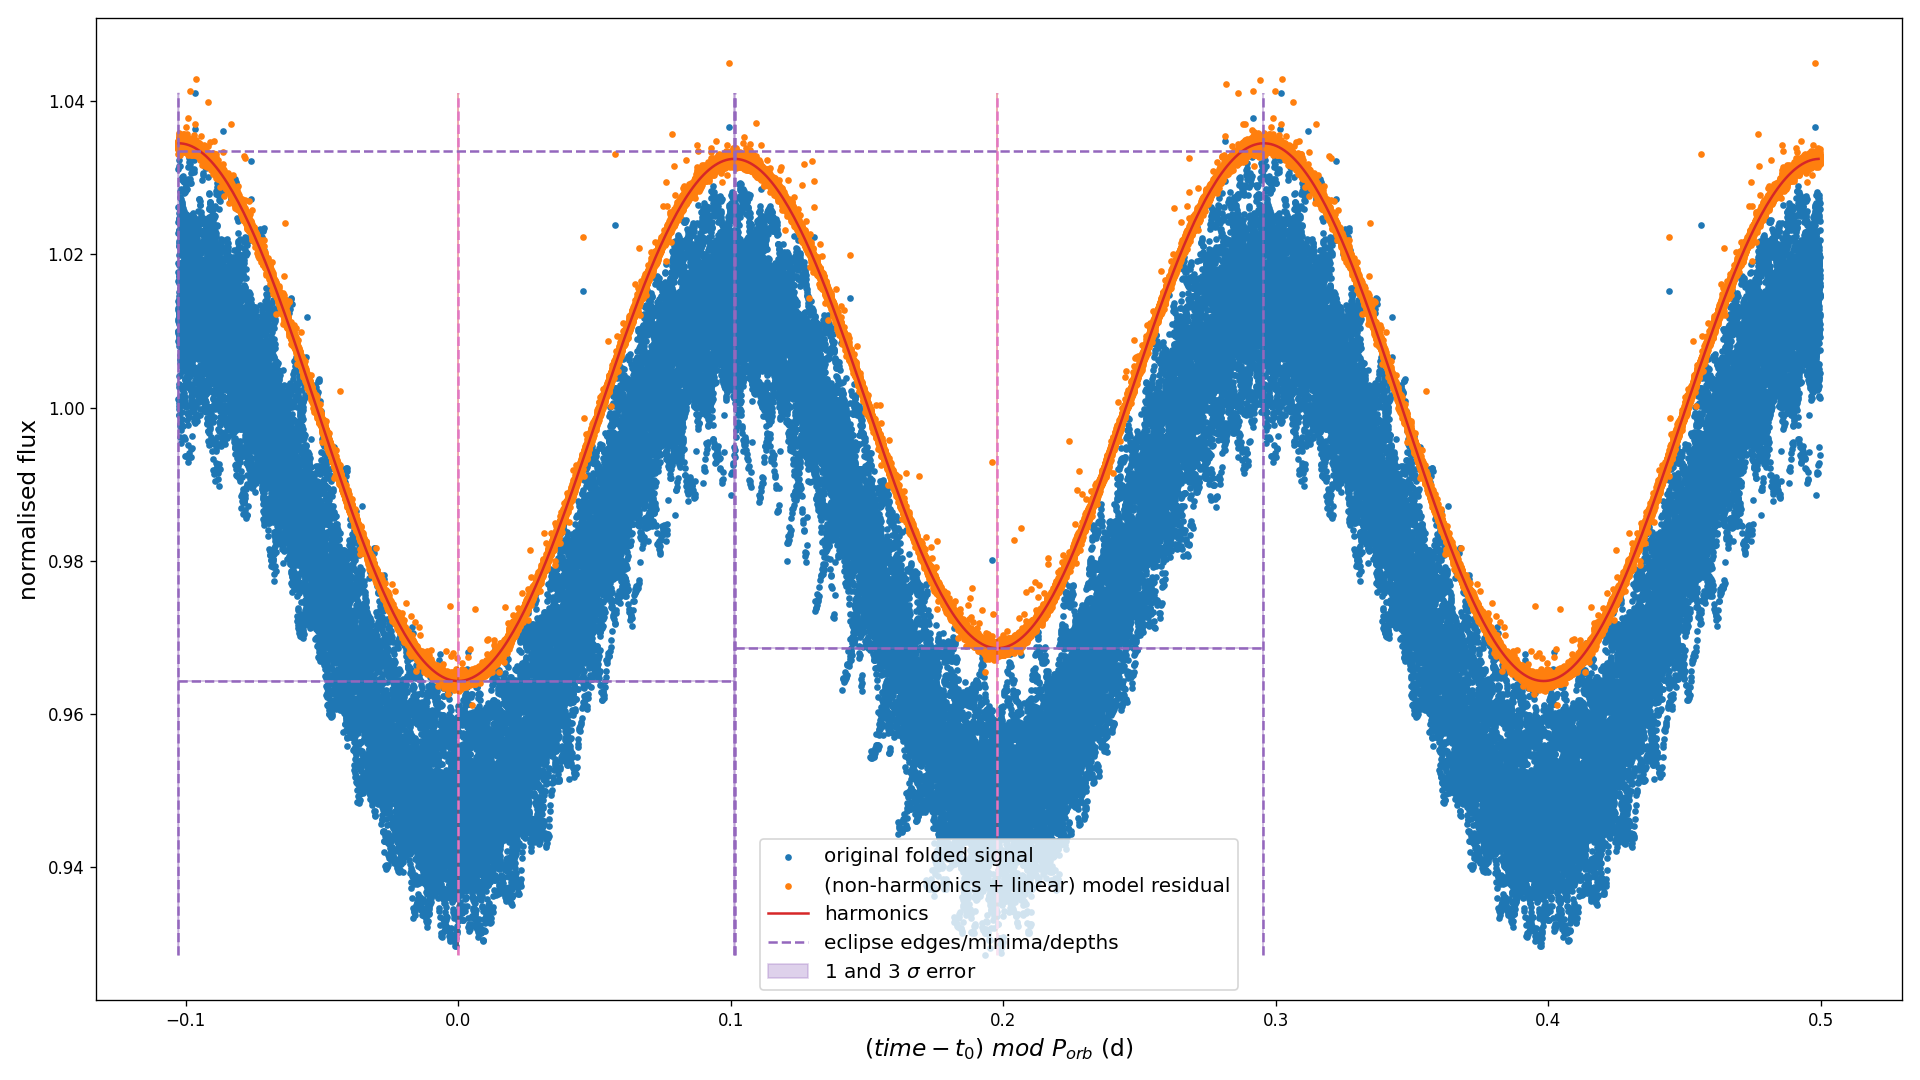 normalised flux
1.04
1.02
1.00
0.98
0.96
0.94
original folded signal
(non-harmonics + linear) model residual
harmonics
eclipse edges/minima/depths
1 and 3 σ error
−0.1
0.0
0.1
0.2
0.3
0.4
0.5
(time − t₀) mod Pₒᵣb (d)